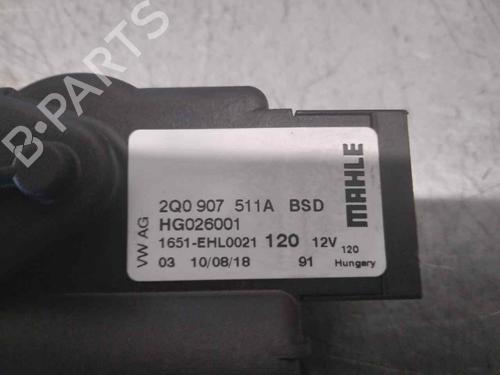 B-PARTS
VW AG
2Q0 907 511A BSD
HG026001
1651-EHL0021 120 12V 120
03 10/08/18 91 Hungary
MAHLE